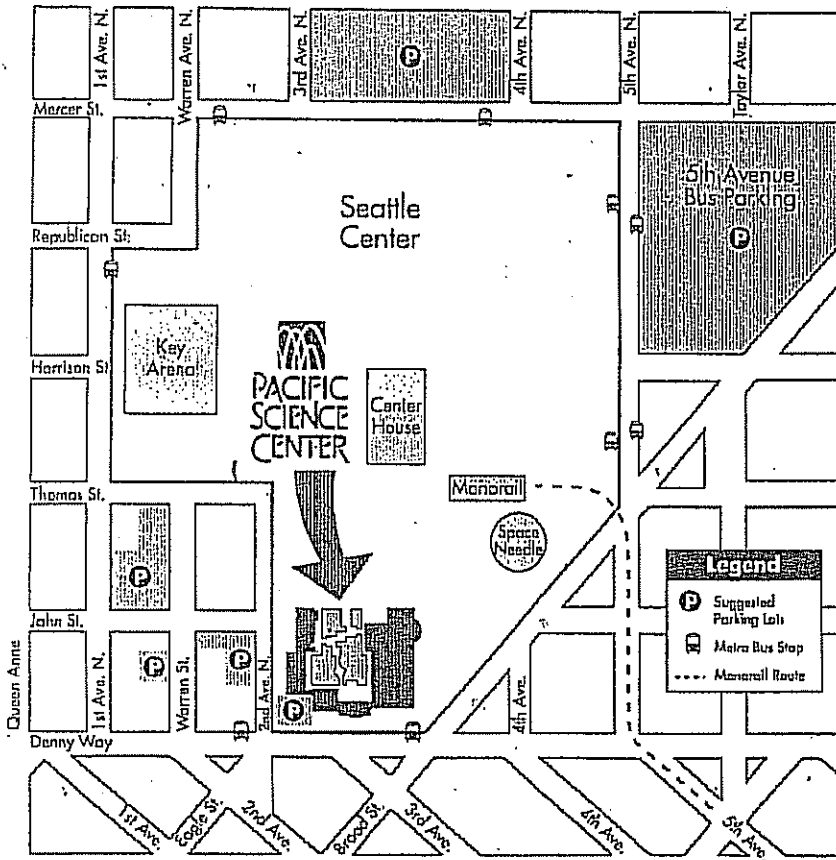 1st Ave. N.
Warren Ave. N.
3rd Ave. N.
P
4th Ave. N.
5th Ave. N.
Taylor Ave. N.
Mercer St.
Seattle
Center
5th Avenue
Bus Parking
P
Republican St.
Key
Arena
Harrison St
PACIFIC
SCIENCE
CENTER
Center
House
Thomas St.
Monorail
Space
Needle
P
Legend
P Suggested
Parking Lots
Metro Bus Stop
Monorail Route
John St.
Queen Anne
1st Ave. N.
P
Warren St.
P
2nd Ave. N.
P
4th Ave.
Denny Way
1st Ave.
Eagle St.
2nd Ave.
Broad St.
3rd Ave.
4th Ave.
5th Ave.